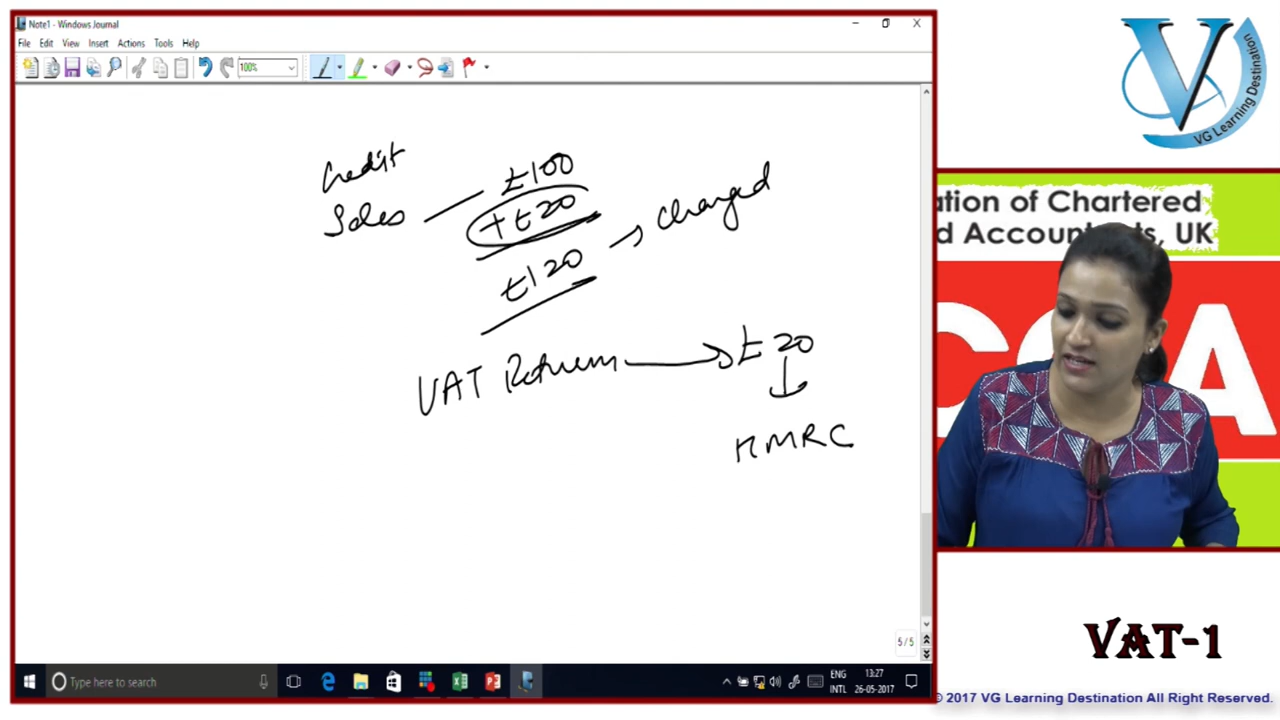 Note1 - Windows Journal
File Edit View Insert Actions Tools Help
100%
Credit
Sales — £100
+ £20
£120 → charged
VAT Return → £20
↓
HMRC
5/5
Type here to search
ENG
INTL
13:27
26-05-2017
V
VG Learning Destination
ation of Chartered
d Accountants, UK
CCA
VAT-1
© 2017 VG Learning Destination All Right Reserved.